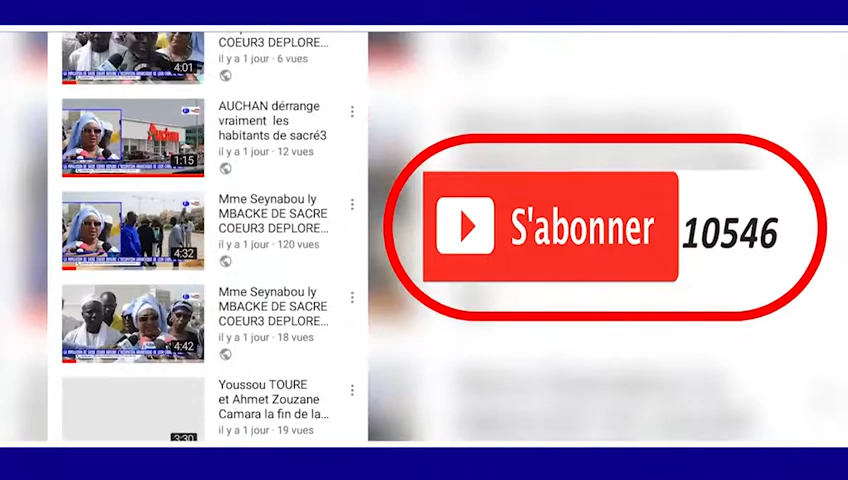 COEUR3 DEPLORE...
il y a 1 jour · 6 vues
4:01
AUCHAN dérrange
vraiment les
habitants de sacré3
il y a 1 jour · 12 vues
Auchan
1:15
Mme Seynabou ly
MBACKE DE SACRE
COEUR3 DEPLORE...
il y a 1 jour · 120 vues
4:32
Mme Seynabou ly
MBACKE DE SACRE
COEUR3 DEPLORE...
il y a 1 jour · 18 vues
4:42
Youssou TOURE
et Ahmet Zouzane
Camara la fin de la...
il y a 1 jour · 19 vues
3:30
S'abonner
10546